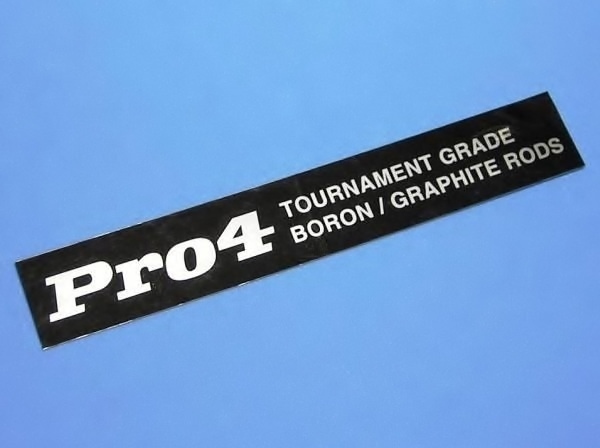 Pro4
TOURNAMENT GRADE
BORON / GRAPHITE RODS